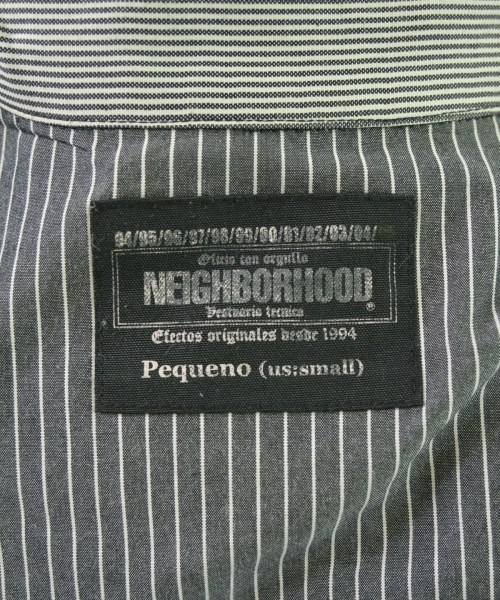 94/95/96/97/98/99/00/01/02/03/04/
Oficio con orgullo
NEIGHBORHOOD®
Vestuario tecnico
Efectos originales desde 1994
Pequeno (us:small)